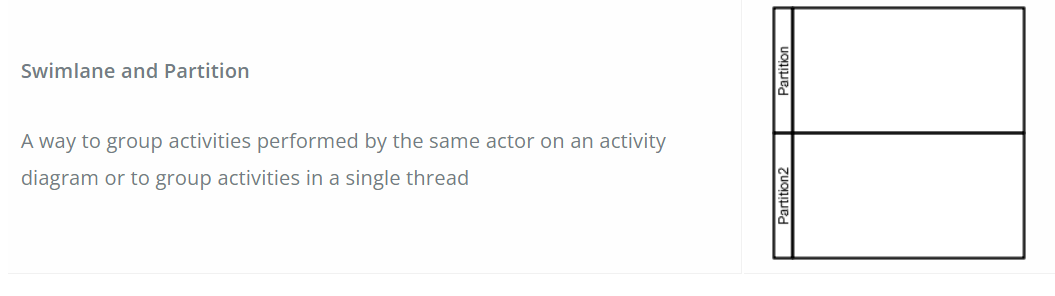 Swimlane and Partition
A way to group activities performed by the same actor on an activity
diagram or to group activities in a single thread
Partition
Partition2